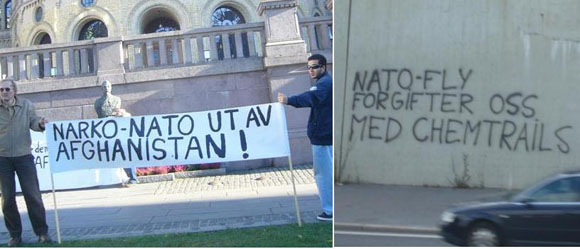 NARKO-NATO UT AV
AFGHANISTAN!
NATO-FLY
FORGIFTER OSS
MED CHEMTRAILS